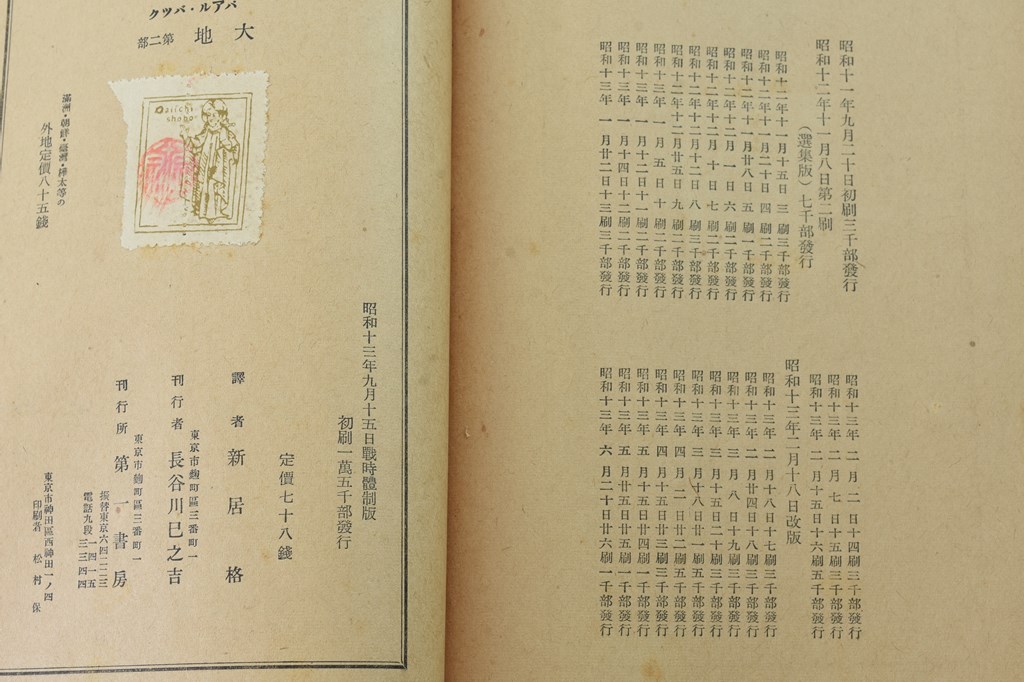 昭和十一年九月二十日初刷三千部發行
昭和十二年十一月八日第二刷
(選集版)七千部發行
昭和十二年十一月十五日三刷三千部發行
昭和十二年十一月二十日四刷二千部發行
昭和十二年十一月廿八日五刷一千部發行
昭和十二年十二月一日六刷二千部發行
昭和十二年十二月十日七刷二千部發行
昭和十二年十二月十二日八刷三千部發行
昭和十二年十二月廿五日九刷二千部發行
昭和十三年一月五日十刷二千部發行
昭和十三年一月十二日十一刷二千部發行
昭和十三年一月十四日十二刷二千部發行
昭和十三年一月廿二日十三刷三千部發行
昭和十三年二月二日十四刷三千部發行
昭和十三年二月七日十五刷三千部發行
昭和十三年二月十五日十六刷五千部發行
昭和十三年二月十八日改版
昭和十三年二月十八日十七刷三千部發行
昭和十三年二月廿四日十八刷三千部發行
昭和十三年三月八日十九刷三千部發行
昭和十三年三月十五日二十刷三千部發行
昭和十三年三月十八日廿一刷五千部發行
昭和十三年四月二日廿二刷五千部發行
昭和十三年四月十五日廿三刷三千部發行
昭和十三年五月十五日廿四刷一千部發行
昭和十三年五月廿五日廿五刷一千部發行
昭和十三年六月二十日廿六刷一千部發行
パアル・バツク
大地 第二部
Daiichi
shobo
滿洲・朝鮮・臺灣・樺太等の
外地定價八十五錢
昭和十三年九月十五日戰時體制版
初刷一萬五千部發行
定價七十八錢
譯者 新居格
東京市麴町區三番町一
刊行者 長谷川巳之吉
東京市麴町區三番町一
刊行所 第一書房
振替東京六四二二三
電話九段
東京市神田區西神田一ノ四
印刷者 松村保